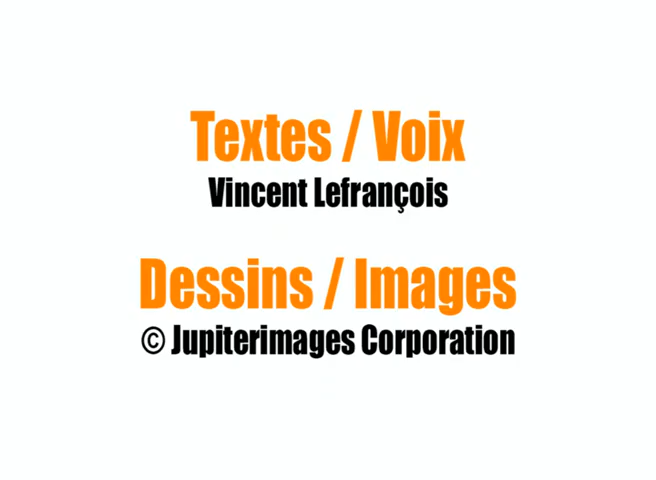 Textes / Voix
Vincent Lefrançois
Dessins / Images
© Jupiterimages Corporation